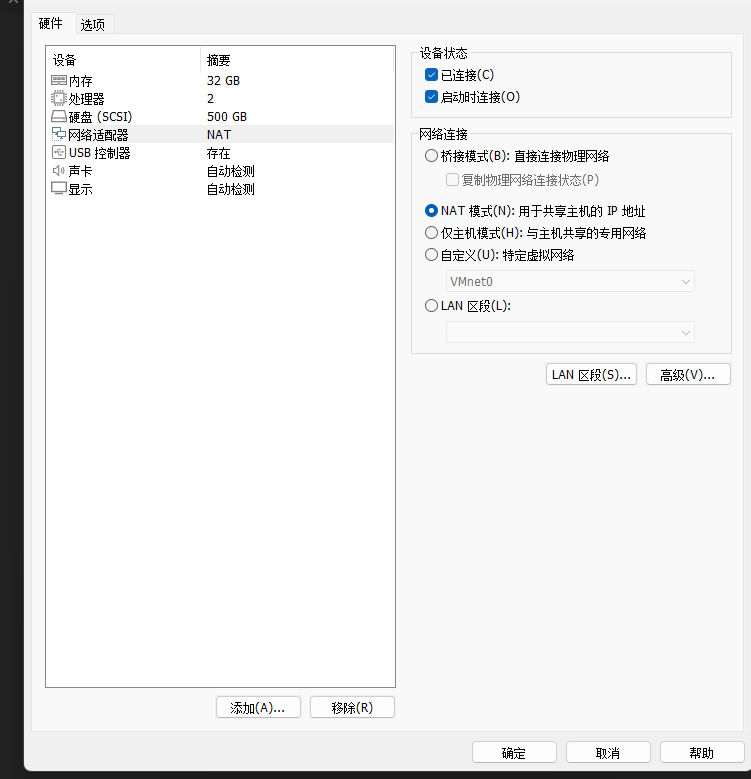 硬件 选项
设备 摘要
内存 32 GB
处理器 2
硬盘 (SCSI) 500 GB
网络适配器 NAT
USB 控制器 存在
声卡 自动检测
显示 自动检测
添加(A)... 移除(R)
设备状态
已连接(C)
启动时连接(O)
网络连接
桥接模式(B): 直接连接物理网络
复制物理网络连接状态(P)
NAT 模式(N): 用于共享主机的 IP 地址
仅主机模式(H): 与主机共享的专用网络
自定义(U): 特定虚拟网络
VMnet0
LAN 区段(L):
LAN 区段(S)... 高级(V)...
确定 取消 帮助